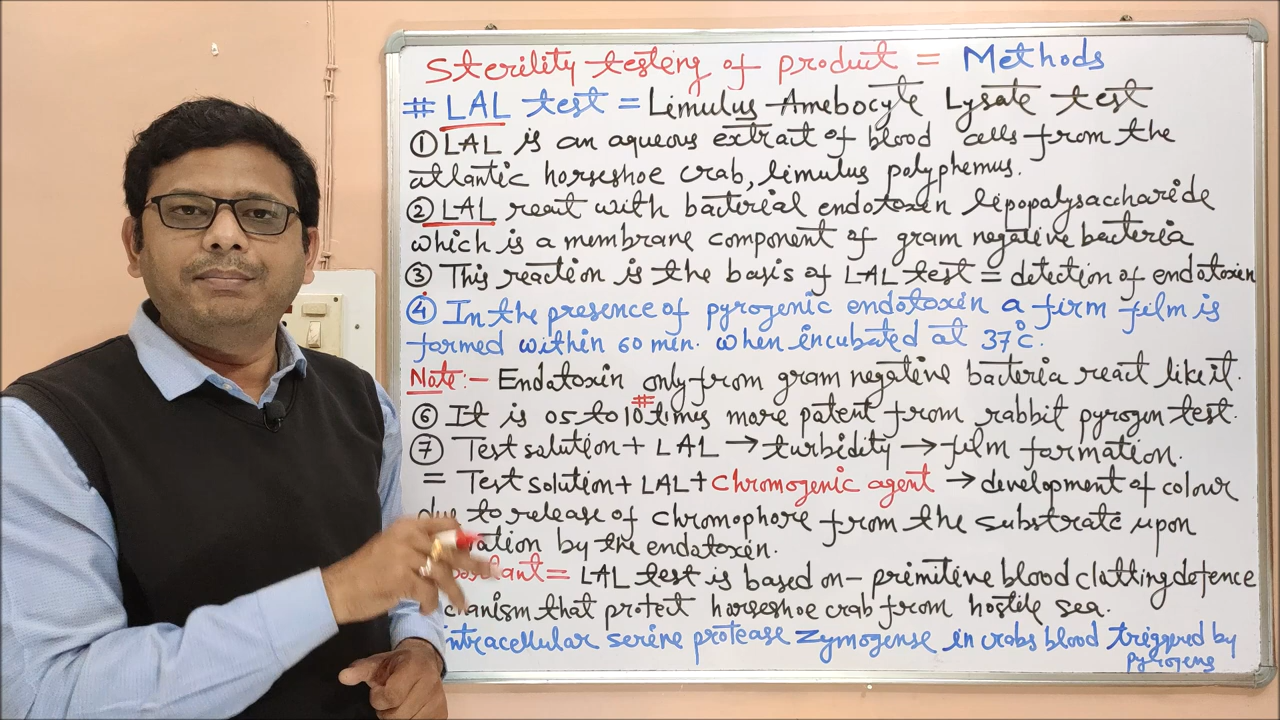 Sterility testing of product = Methods
# LAL test = Limulus Amebocyte Lysate test
① LAL is an aqueous extract of blood cells from the
atlantic horseshoe crab, limulus polyphemus.
② LAL react with bacterial endotoxin lipopalysaccharide
which is a membrane component of gram negative bacteria
③ This reaction is the basis of LAL test = detection of endotoxin
④ In the presence of pyrogenic endotoxin a firm film is
formed within 60 min. when incubated at 37°c.
Note:- Endotoxin only from gram negative bacteria react like it.
⑥ It is 05 to 10# times more patent from rabbit pyrogon test.
⑦ Test solution + LAL → turbidity → film formation.
= Test solution + LAL + Chromogenic agent → development of colour
due to release of chromophore from the substrate upon
by the endotoxin.
= LAL test is based on - primitive blood clotting defence
that protect horseshoe crab from hostile sea.
intracellular serine protease zymogense in crabs blood triggered by
pyrogens